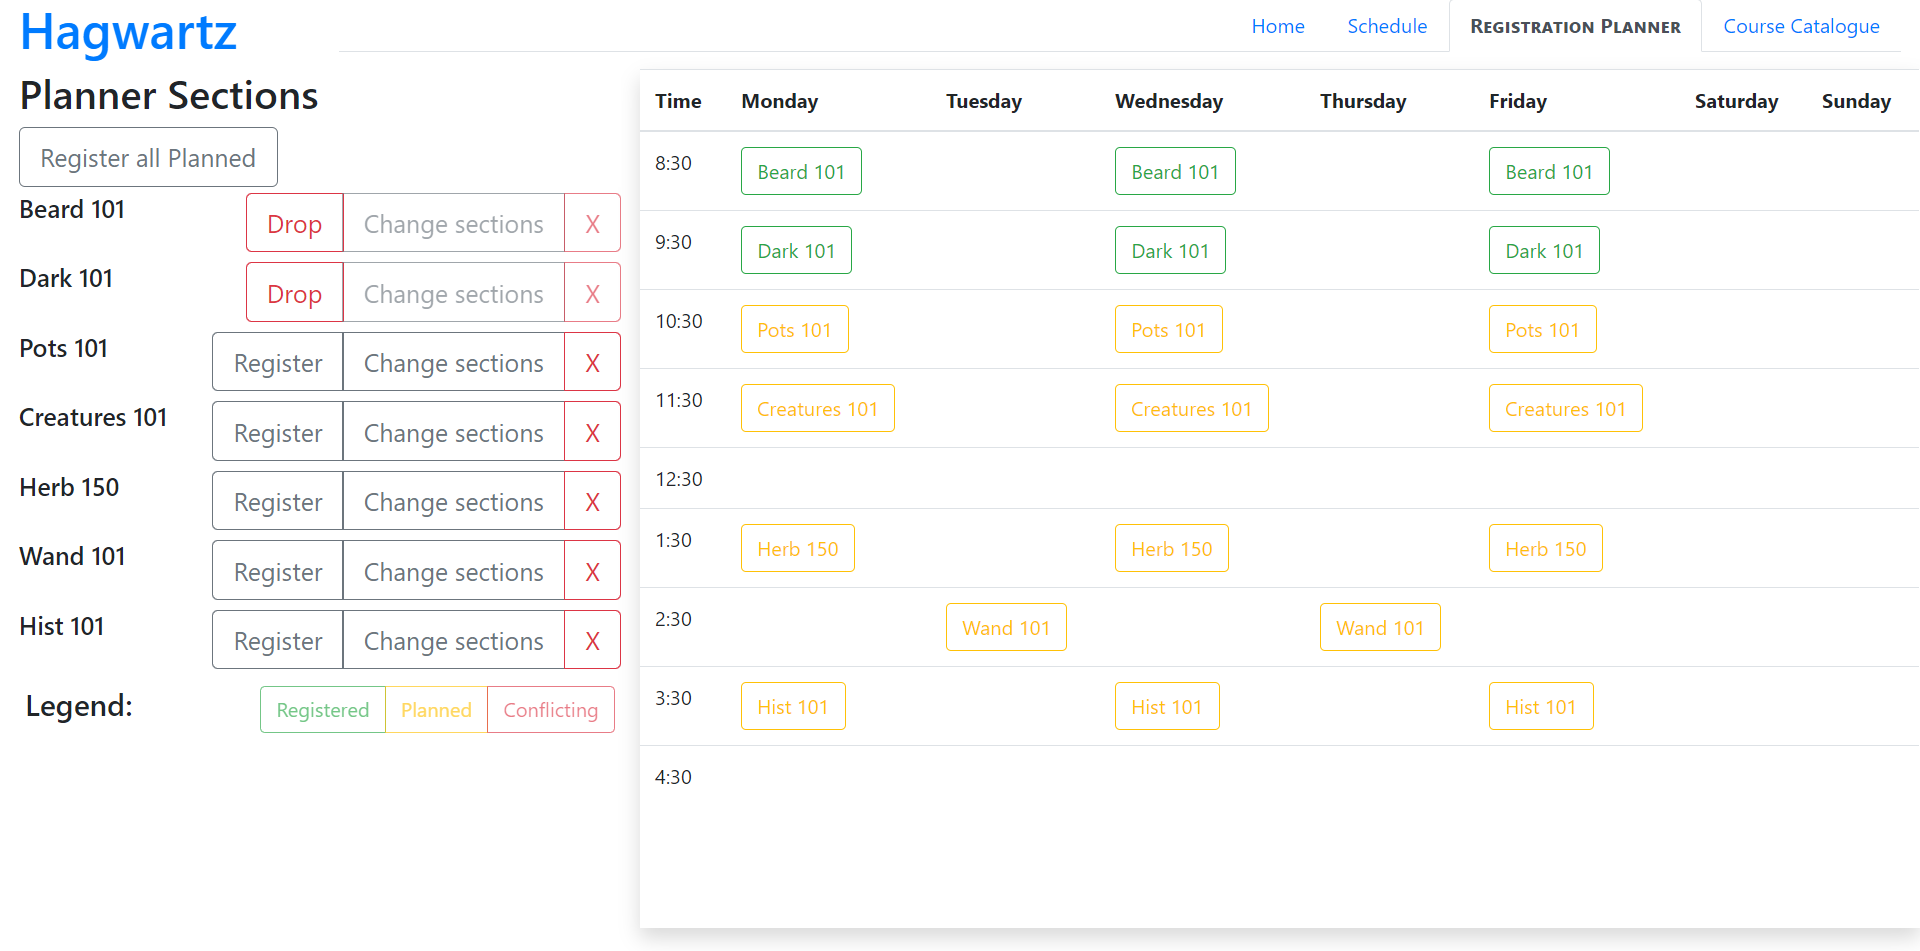 Hagwartz
Home Schedule Registration Planner Course Catalogue
Planner Sections
Register all Planned
Beard 101 Drop Change sections X
Dark 101 Drop Change sections X
Pots 101 Register Change sections X
Creatures 101 Register Change sections X
Herb 150 Register Change sections X
Wand 101 Register Change sections X
Hist 101 Register Change sections X
Legend: Registered Planned Conflicting
Time Monday Tuesday Wednesday Thursday Friday Saturday Sunday
8:30 Beard 101 Beard 101 Beard 101
9:30 Dark 101 Dark 101 Dark 101
10:30 Pots 101 Pots 101 Pots 101
11:30 Creatures 101 Creatures 101 Creatures 101
12:30
1:30 Herb 150 Herb 150 Herb 150
2:30 Wand 101 Wand 101
3:30 Hist 101 Hist 101 Hist 101
4:30